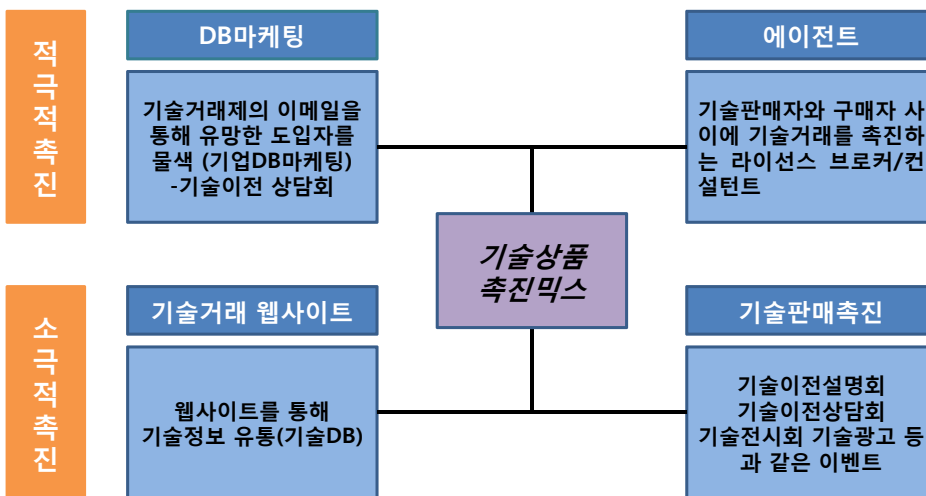 적
극
적
촉
진
DB마케팅
기술거래제의 이메일을
통해 유망한 도입자를
물색 (기업DB마케팅)
-기술이전 상담회
에이전트
기술판매자와 구매자 사
이에 기술거래를 촉진하
는 라이선스 브로커/컨
설턴트
기술상품
촉진믹스
소
극
적
촉
진
기술거래 웹사이트
웹사이트를 통해
기술정보 유통(기술DB)
기술판매촉진
기술이전설명회
기술이전상담회
기술전시회 기술광고 등
과 같은 이벤트